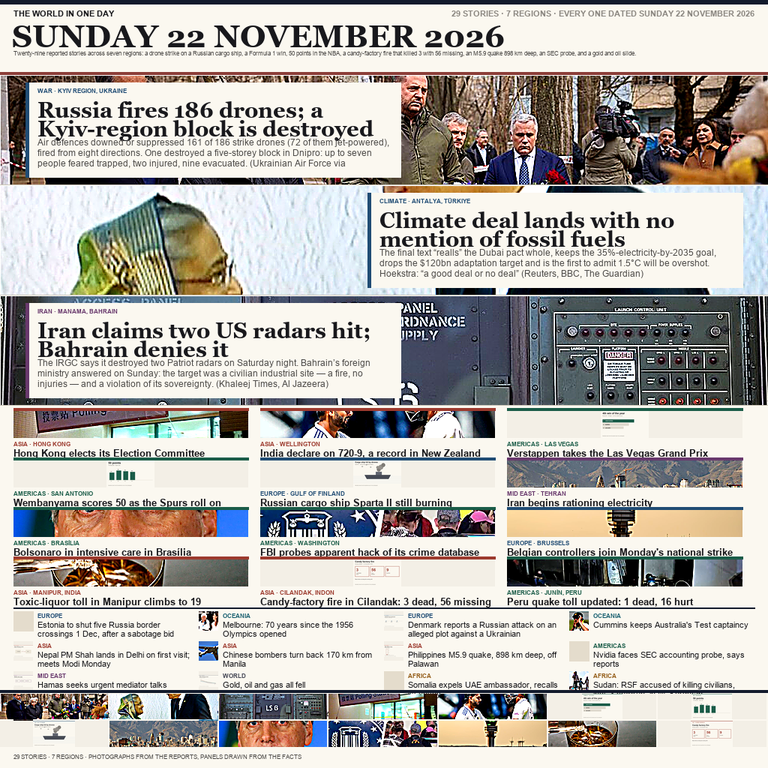 THE WORLD IN ONE DAY
29 STORIES · 7 REGIONS · EVERY ONE DATED SUNDAY 22 NOVEMBER 2026
SUNDAY 22 NOVEMBER 2026
Twenty-nine reported stories across seven regions: a drone strike on a Russian cargo ship, a Formula 1 win, 50 points in the NBA, a candy-factory fire that killed 3 with 56 missing, an M5.9 quake 898 km deep, an SEC probe, and a gold and oil slide.
WAR · KYIV REGION, UKRAINE
Russia fires 186 drones; a
Kyiv-region block is destroyed
Air defences downed or suppressed 161 of 186 strike drones (72 of them jet-powered),
fired from eight directions. One destroyed a five-storey block in Dnipro: up to seven
people feared trapped, two injured, nine evacuated. (Ukrainian Air Force via
CLIMATE · ANTALYA, TÜRKIYE
Climate deal lands with no
mention of fossil fuels
The final text “realls” the Dubai pact whole, keeps the 35%-electricity-by-2035 goal,
drops the $120bn adaptation target and is the first to admit 1.5°C will be overshot.
Hoekstra: “a good deal or no deal” (Reuters, BBC, The Guardian)
IRAN · MANAMA, BAHRAIN
Iran claims two US radars hit;
Bahrain denies it
The IRGC says it destroyed two Patriot radars on Saturday night. Bahrain’s foreign
ministry answered on Sunday: the target was a civilian industrial site — a fire, no
injuries — and a violation of its sovereignty. (Khaleej Times, Al Jazeera)
PANEL
ORDNANCE
SUPPLY
LAUNCH CONTROL UNIT
DANGER
投票站 Polling
ASIA · HONG KONG
Hong Kong elects its Election Committee
ASIA · WELLINGTON
India declare on 720-9, a record in New Zealand
AMERICAS · LAS VEGAS
Verstappen takes the Las Vegas Grand Prix
AMERICAS · SAN ANTONIO
Wembanyama scores 50 as the Spurs roll on
EUROPE · GULF OF FINLAND
Russian cargo ship Sparta II still burning
MID EAST · TEHRAN
Iran begins rationing electricity
AMERICAS · BRASÍLIA
Bolsonaro in intensive care in Brasília
AMERICAS · WASHINGTON
FBI probes apparent hack of its crime database
EUROPE · BRUSSELS
Belgian controllers join Monday's national strike
ASIA · MANIPUR, INDIA
Toxic-liquor toll in Manipur climbs to 19
ASIA · CILANDAK, INDON
Candy-factory fire in Cilandak: 3 dead, 56 missing
AMERICAS · JUNÍN, PERU
Peru quake toll updated: 1 dead, 16 hurt
EUROPE
Estonia to shut five Russia border
crossings 1 Dec, after a sabotage bid
OCEANIA
Melbourne: 70 years since the 1956
Olympics opened
EUROPE
Denmark reports a Russian attack on an
alleged plot against a Ukrainian
OCEANIA
Cummins keeps Australia's Test captaincy
ASIA
Nepal PM Shah lands in Delhi on first visit;
meets Modi Monday
ASIA
Chinese bombers turn back 170 km from
Manila
ASIA
Philippines M5.9 quake, 898 km deep, off
Palawan
AMERICAS
Nvidia faces SEC accounting probe, says
reports
MID EAST
Hamas seeks urgent mediator talks
WORLD
Gold, oil and gas all fell
AFRICA
Somalia expels UAE ambassador, recalls
AFRICA
Sudan: RSF accused of killing civilians,
29 STORIES · 7 REGIONS · PHOTOGRAPHS FROM THE REPORTS, PANELS DRAWN FROM THE FACTS